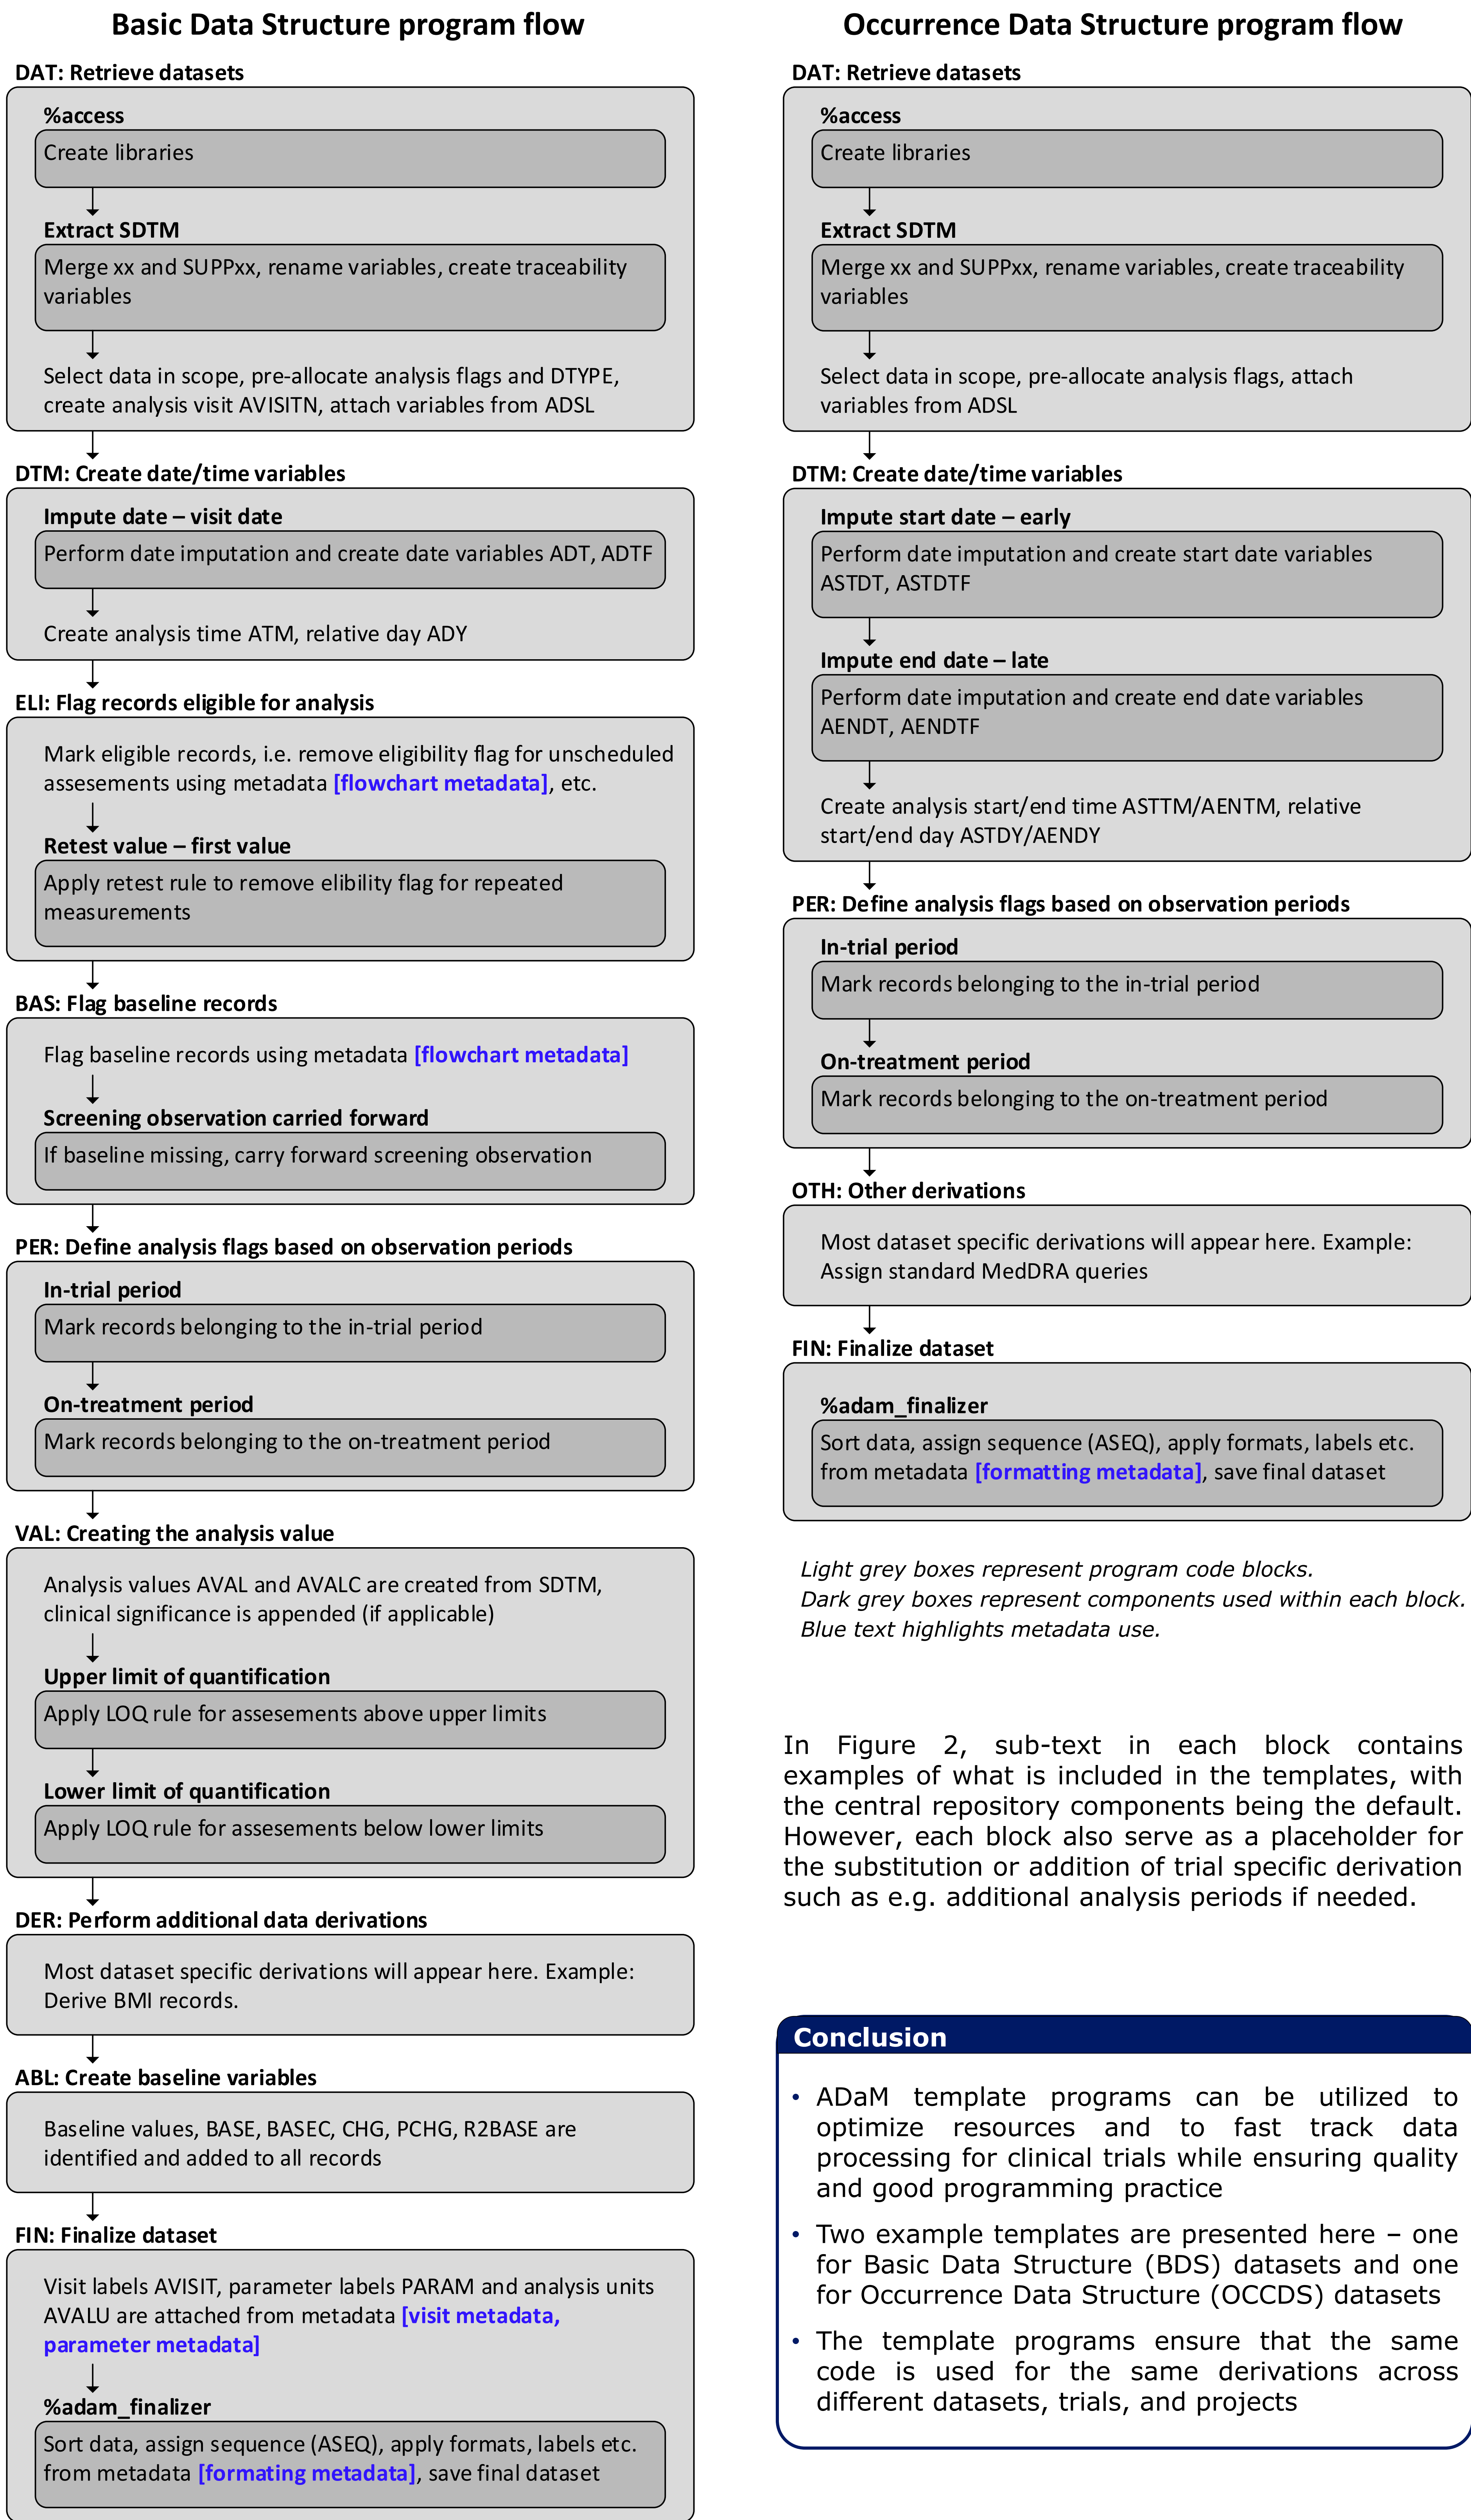 Basic Data Structure program flow
DAT: Retrieve datasets
%access
Create libraries
Extract SDTM
Merge xx and SUPPxx, rename variables, create traceability
variables
Select data in scope, pre-allocate analysis flags and DTYPE,
create analysis visit AVISITN, attach variables from ADSL
DTM: Create date/time variables
Impute date – visit date
Perform date imputation and create date variables ADT, ADTF
Create analysis time ATM, relative day ADY
ELI: Flag records eligible for analysis
Mark eligible records, i.e. remove eligibility flag for unscheduled
assesements using metadata [flowchart metadata], etc.
Retest value – first value
Apply retest rule to remove elibility flag for repeated
measurements
BAS: Flag baseline records
Flag baseline records using metadata [flowchart metadata]
Screening observation carried forward
If baseline missing, carry forward screening observation
PER: Define analysis flags based on observation periods
In-trial period
Mark records belonging to the in-trial period
On-treatment period
Mark records belonging to the on-treatment period
VAL: Creating the analysis value
Analysis values AVAL and AVALC are created from SDTM,
clinical significance is appended (if applicable)
Upper limit of quantification
Apply LOQ rule for assesements above upper limits
Lower limit of quantification
Apply LOQ rule for assesements below lower limits
DER: Perform additional data derivations
Most dataset specific derivations will appear here. Example:
Derive BMI records.
ABL: Create baseline variables
Baseline values, BASE, BASEC, CHG, PCHG, R2BASE are
identified and added to all records
FIN: Finalize dataset
Visit labels AVISIT, parameter labels PARAM and analysis units
AVALU are attached from metadata [visit metadata,
parameter metadata]
%adam_finalizer
Sort data, assign sequence (ASEQ), apply formats, labels etc.
from metadata [formating metadata], save final dataset
Occurrence Data Structure program flow
DAT: Retrieve datasets
%access
Create libraries
Extract SDTM
Merge xx and SUPPxx, rename variables, create traceability
variables
Select data in scope, pre-allocate analysis flags, attach
variables from ADSL
DTM: Create date/time variables
Impute start date – early
Perform date imputation and create start date variables
ASTDT, ASTDTF
Impute end date – late
Perform date imputation and create end date variables
AENDT, AENDTF
Create analysis start/end time ASTTM/AENTM, relative
start/end day ASTDY/AENDY
PER: Define analysis flags based on observation periods
In-trial period
Mark records belonging to the in-trial period
On-treatment period
Mark records belonging to the on-treatment period
OTH: Other derivations
Most dataset specific derivations will appear here. Example:
Assign standard MedDRA queries
FIN: Finalize dataset
%adam_finalizer
Sort data, assign sequence (ASEQ), apply formats, labels etc.
from metadata [formatting metadata], save final dataset
Light grey boxes represent program code blocks.
Dark grey boxes represent components used within each block.
Blue text highlights metadata use.
In Figure 2, sub-text in each block contains
examples of what is included in the templates, with
the central repository components being the default.
However, each block also serve as a placeholder for
the substitution or addition of trial specific derivation
such as e.g. additional analysis periods if needed.
Conclusion
• ADaM template programs can be utilized to
optimize resources and to fast track data
processing for clinical trials while ensuring quality
and good programming practice
• Two example templates are presented here – one
for Basic Data Structure (BDS) datasets and one
for Occurrence Data Structure (OCCDS) datasets
• The template programs ensure that the same
code is used for the same derivations across
different datasets, trials, and projects